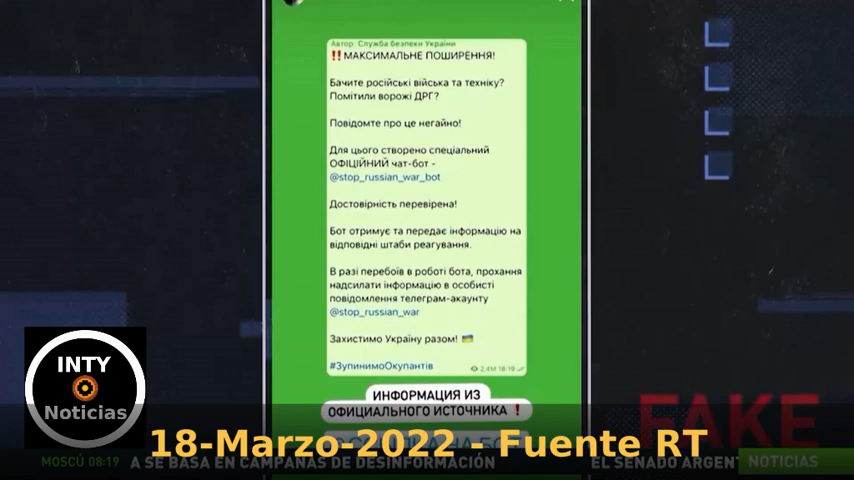 Автор: Служба безпеки України
‼️МАКСИМАЛЬНЕ ПОШИРЕННЯ!
Бачите російські війська та техніку?
Помітили ворожі ДРГ?
Повідомте про це негайно!
Для цього створено спеціальний
ОФІЦІЙНИЙ чат-бот -
@stop_russian_war_bot
Достовірність перевірена!
Бот отримує та передає інформацію на
відповідні штаби реагування.
В разі перебоїв в роботі бота, прохання
надсилати інформацію в особисті
повідомлення телеграм-акаунту
@stop_russian_war
Захистимо Україну разом! 🇺🇦
#ЗупинимоОкупантів
2,4M 18:19
ИНФОРМАЦИЯ ИЗ
ОФИЦИАЛЬНОГО ИСТОЧНИКА ❗
INTY
Noticias
FAKE
18-Marzo-2022 - Fuente RT
MOSCÚ 08:19 A SE BASA EN CAMPAÑAS DE DESINFORMACIÓN EL SENADO ARGENT NOTICIAS